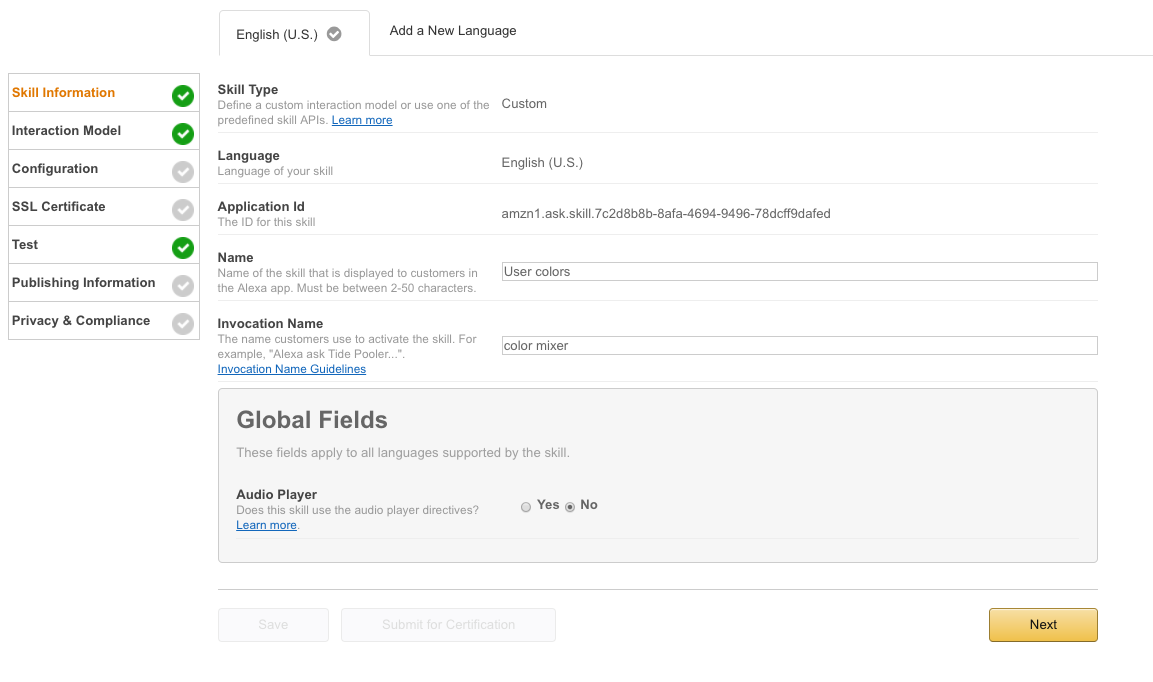 English (U.S.)
Add a New Language
Skill Information
Interaction Model
Configuration
SSL Certificate
Test
Publishing Information
Privacy & Compliance
Skill Type
Define a custom interaction model or use one of the
predefined skill APIs. Learn more
Custom
Language
Language of your skill
English (U.S.)
Application Id
The ID for this skill
amzn1.ask.skill.7c2d8b8b-8afa-4694-9496-78dcff9dafed
Name
Name of the skill that is displayed to customers in
the Alexa app. Must be between 2-50 characters.
User colors
Invocation Name
The name customers use to activate the skill. For
example, "Alexa ask Tide Pooler...".
Invocation Name Guidelines
color mixer
Global Fields
These fields apply to all languages supported by the skill.
Audio Player
Does this skill use the audio player directives?
Learn more.
Yes No
Save
Submit for Certification
Next